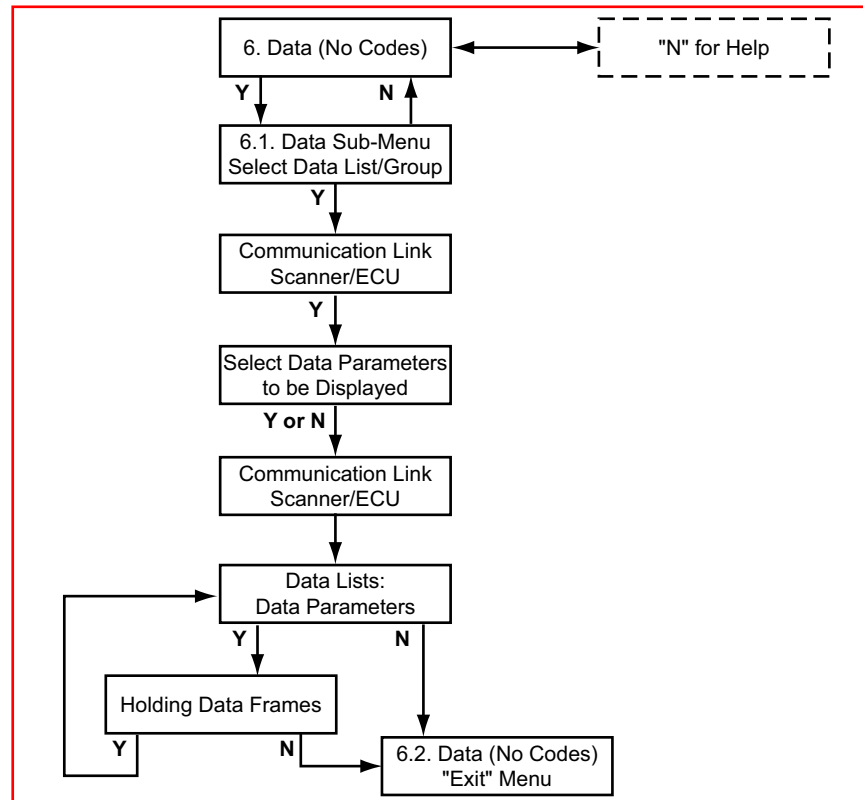 6. Data (No Codes)
"N" for Help
Y
N
6.1. Data Sub-Menu
Select Data List/Group
Y
Communication Link
Scanner/ECU
Y
Select Data Parameters
to be Displayed
Y or N
Communication Link
Scanner/ECU
Data Lists:
Data Parameters
Y
N
Holding Data Frames
Y
N
6.2. Data (No Codes)
"Exit" Menu